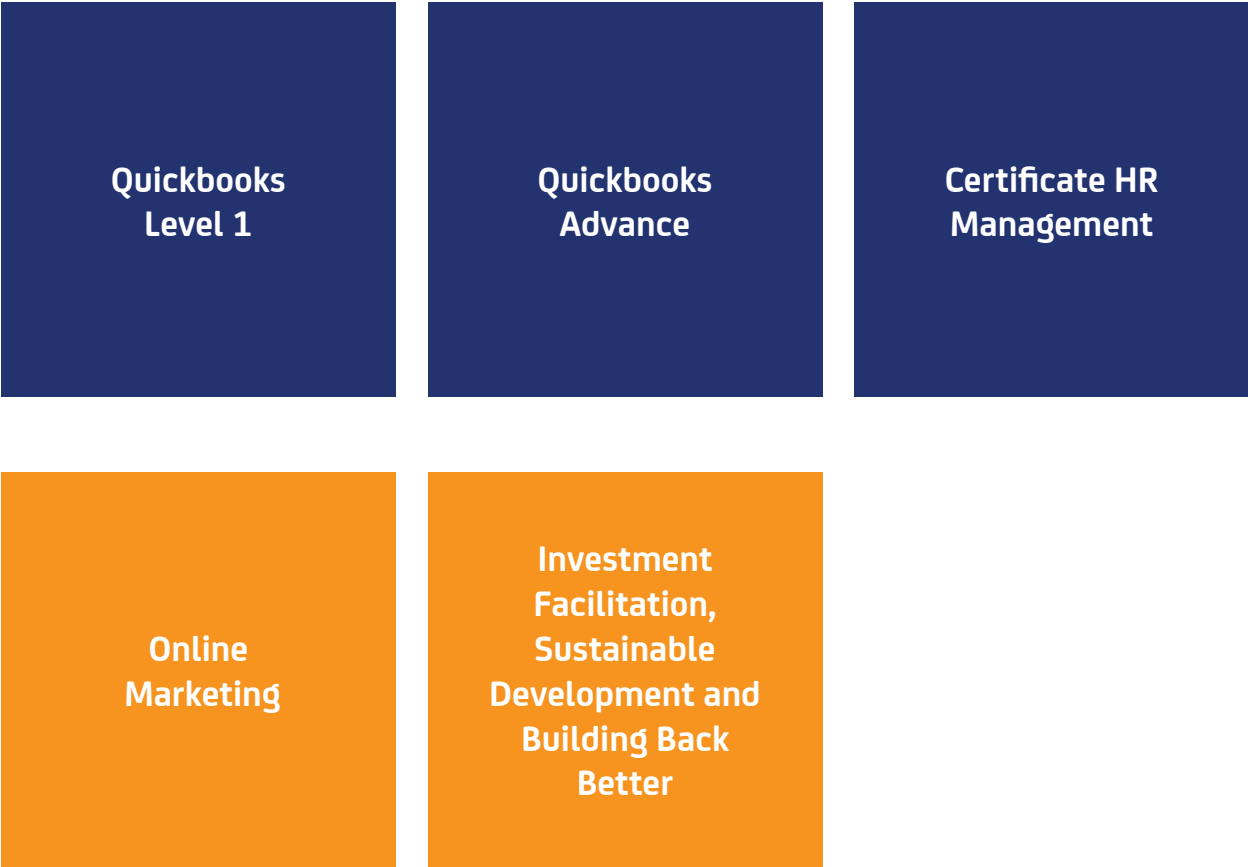 Quickbooks
Level 1
Quickbooks
Advance
Certificate HR
Management
Online
Marketing
Investment
Facilitation,
Sustainable
Development and
Building Back
Better